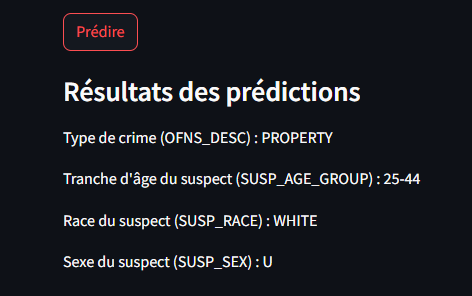 Prédire
Résultats des prédictions
Type de crime (OFNS_DESC) : PROPERTY
Tranche d'âge du suspect (SUSP_AGE_GROUP) : 25-44
Race du suspect (SUSP_RACE) : WHITE
Sexe du suspect (SUSP_SEX) : U